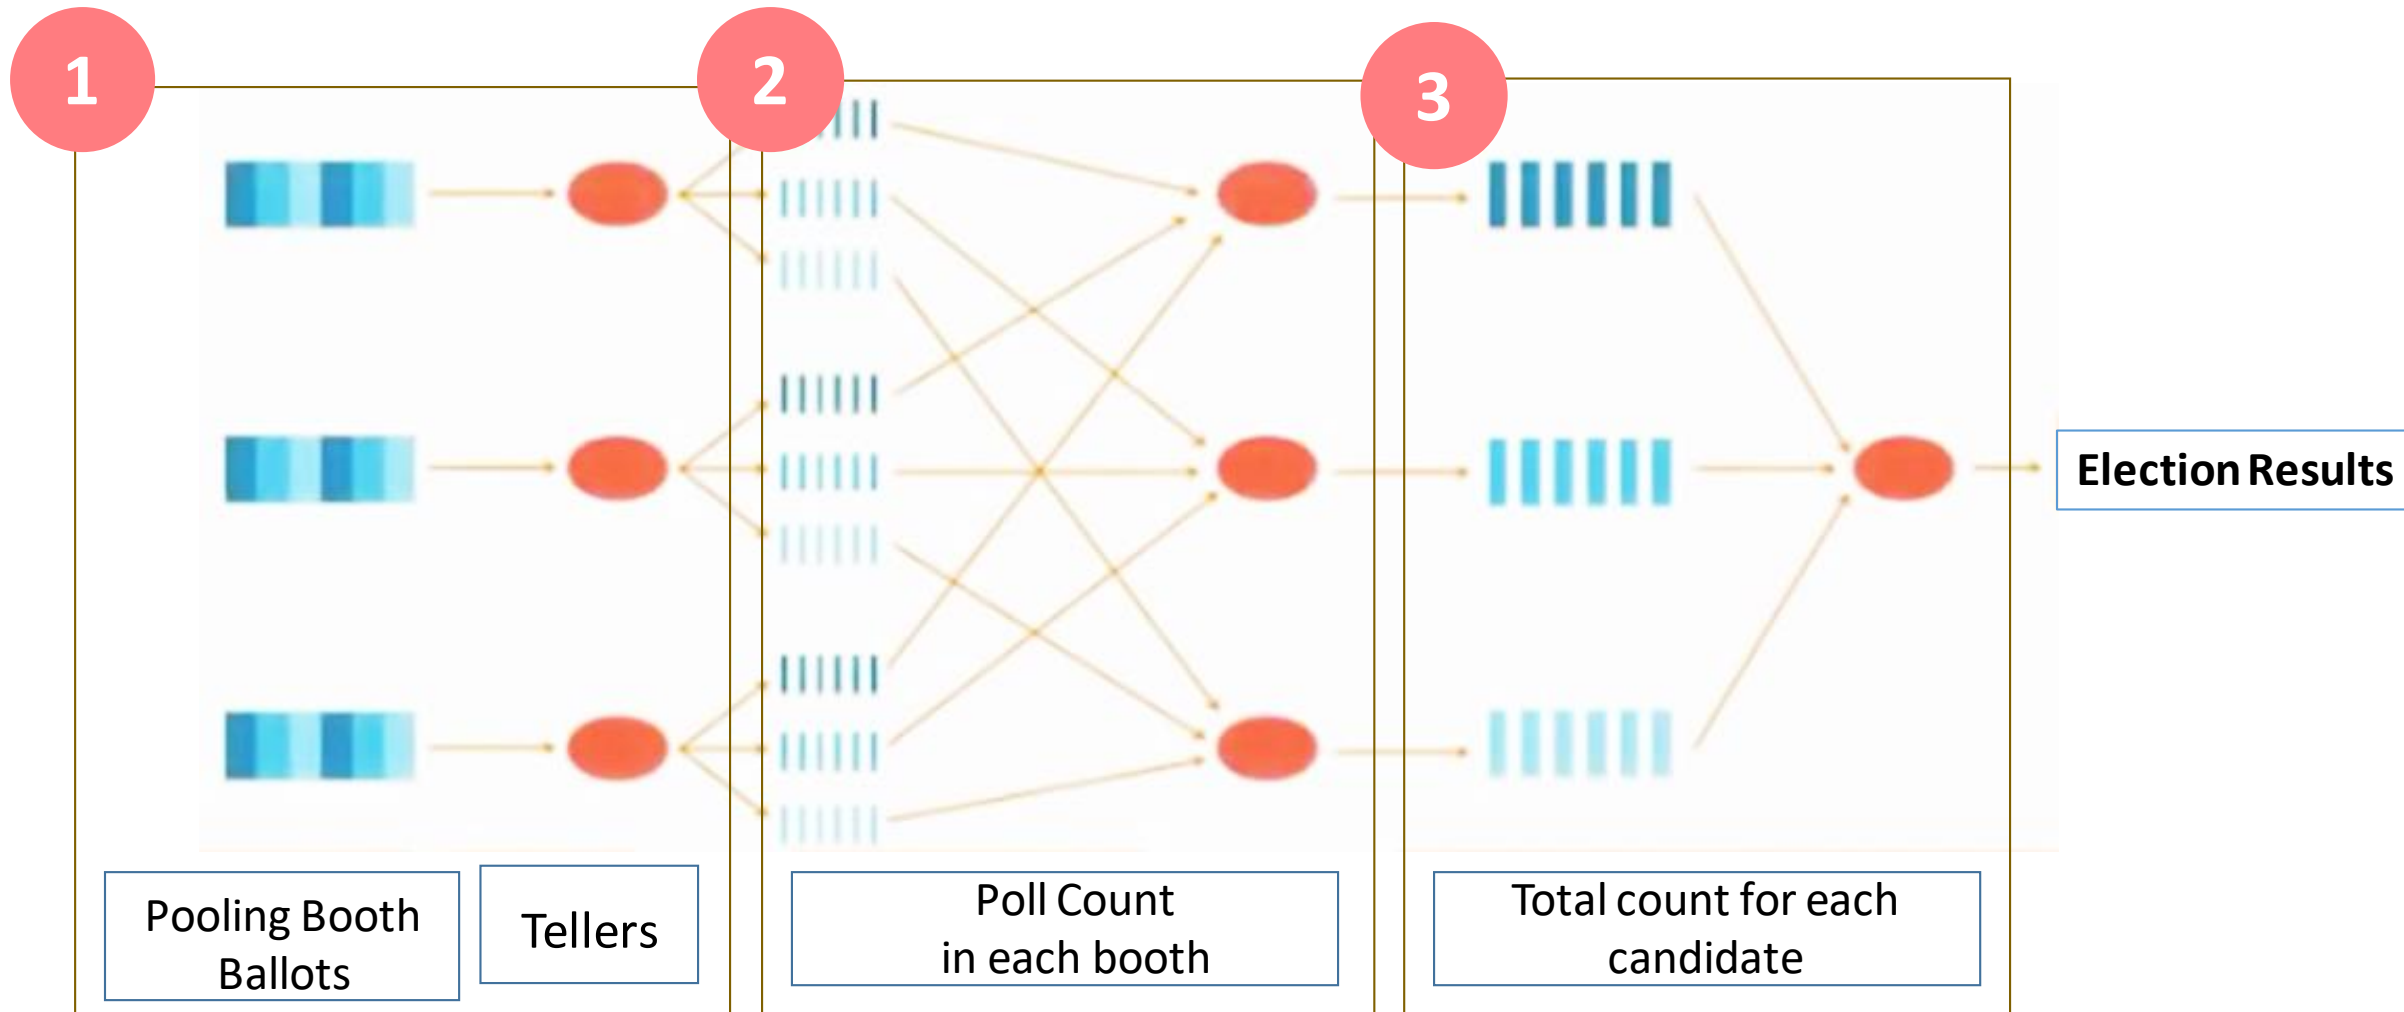 1
2
3
Election Results
Pooling Booth
Ballots
Tellers
Poll Count
in each booth
Total count for each
candidate